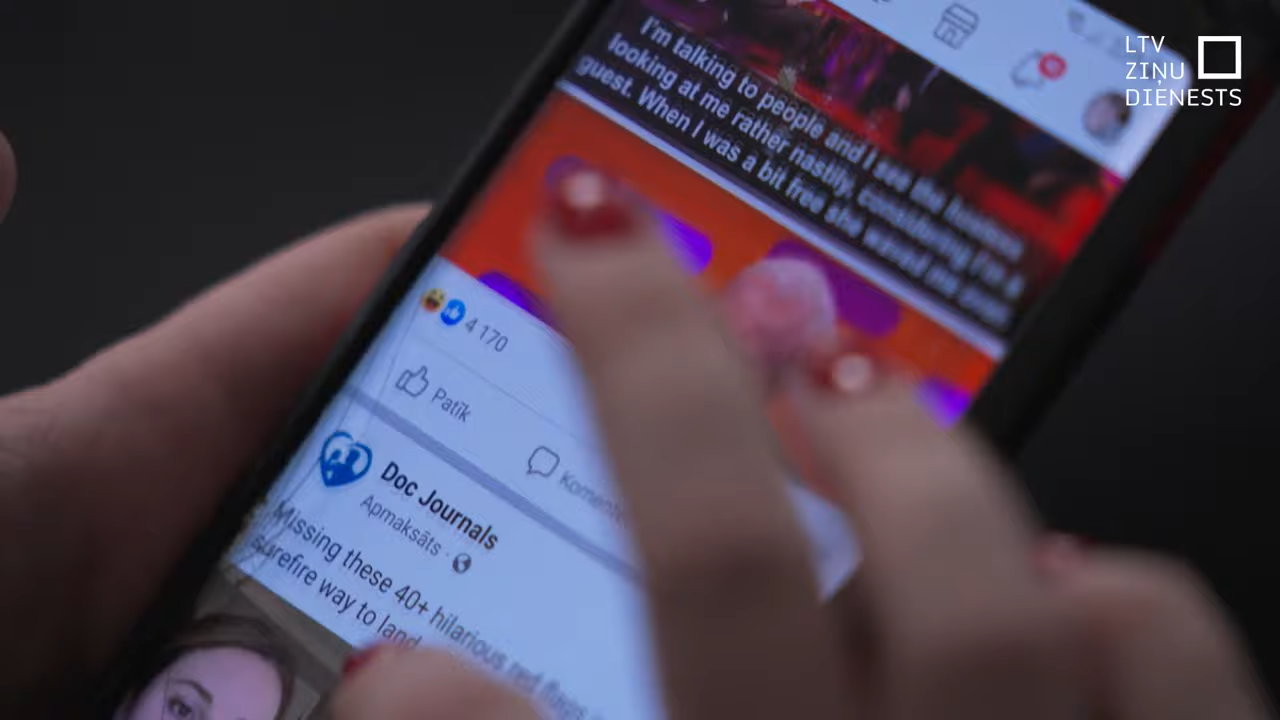 LTV
ZIŅU
DIENESTS
I'm talking to people and I see the hostess
looking at me rather nastily, considering I'm a
guest. When I was a bit free she waved me over
4 170
Patīk
Doc Journals
Apmaksāts ·
Missing these 40+ hilarious red flags
surefire way to land